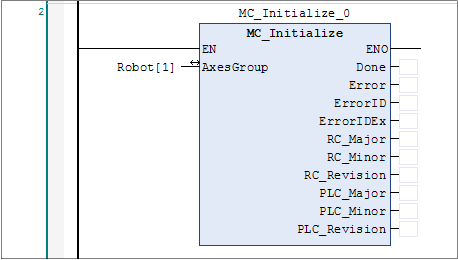 2
MC_Initialize_0
MC_Initialize
EN ENO
Robot[1] AxesGroup Done
Error
ErrorID
ErrorIDEx
RC_Major
RC_Minor
RC_Revision
PLC_Major
PLC_Minor
PLC_Revision